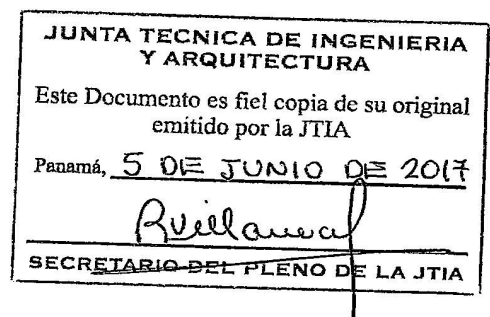 JUNTA TECNICA DE INGENIERIA
Y ARQUITECTURA
Este Documento es fiel copia de su original
emitido por la JTIA
Panamá, 5 DE JUNIO DE 2017
RVillarreal
SECRETARIO DEL PLENO DE LA JTIA